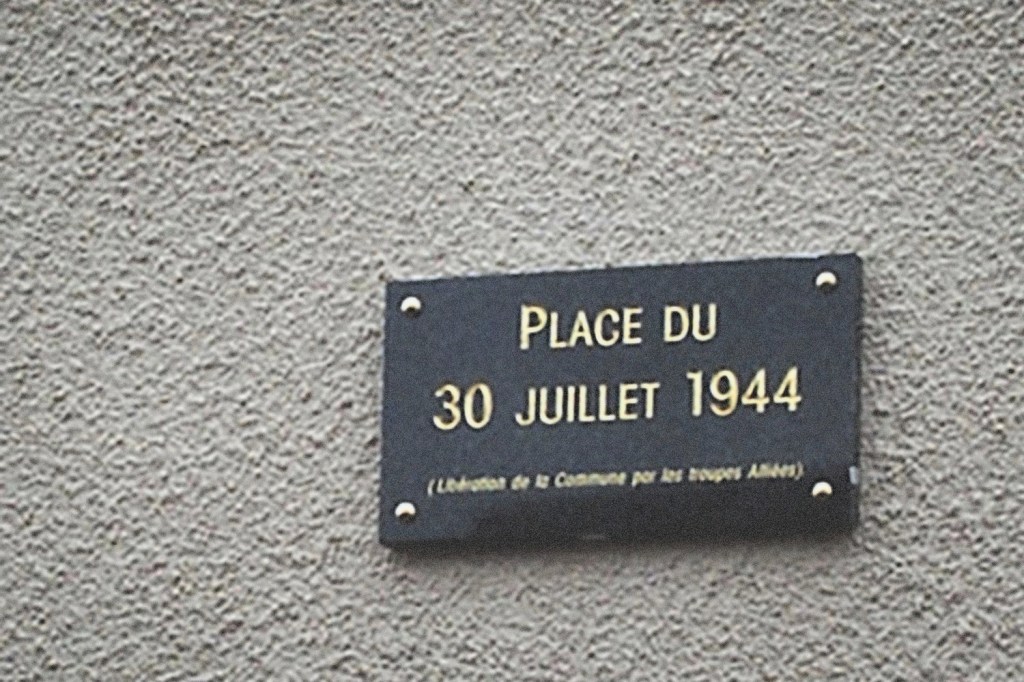 PLACE DU
30 JUILLET 1944
(Libération de la Commune par les troupes Alliées)